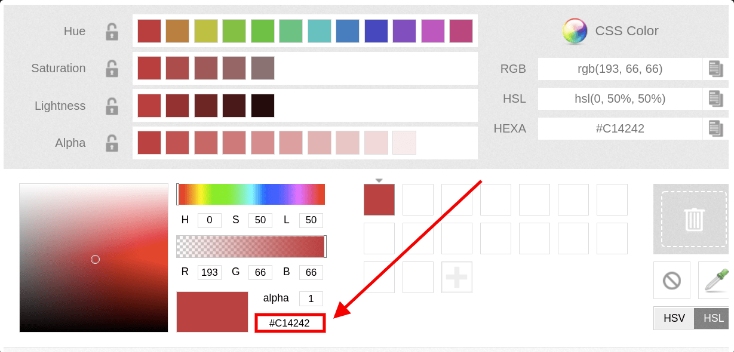 Hue
CSS Color
Saturation
RGB
rgb(193, 66, 66)
Lightness
HSL
hsl(0, 50%, 50%)
Alpha
HEXA
#C14242
H 0 S 50 L 50
R 193 G 66 B 66
alpha 1
#C14242
HSV HSL